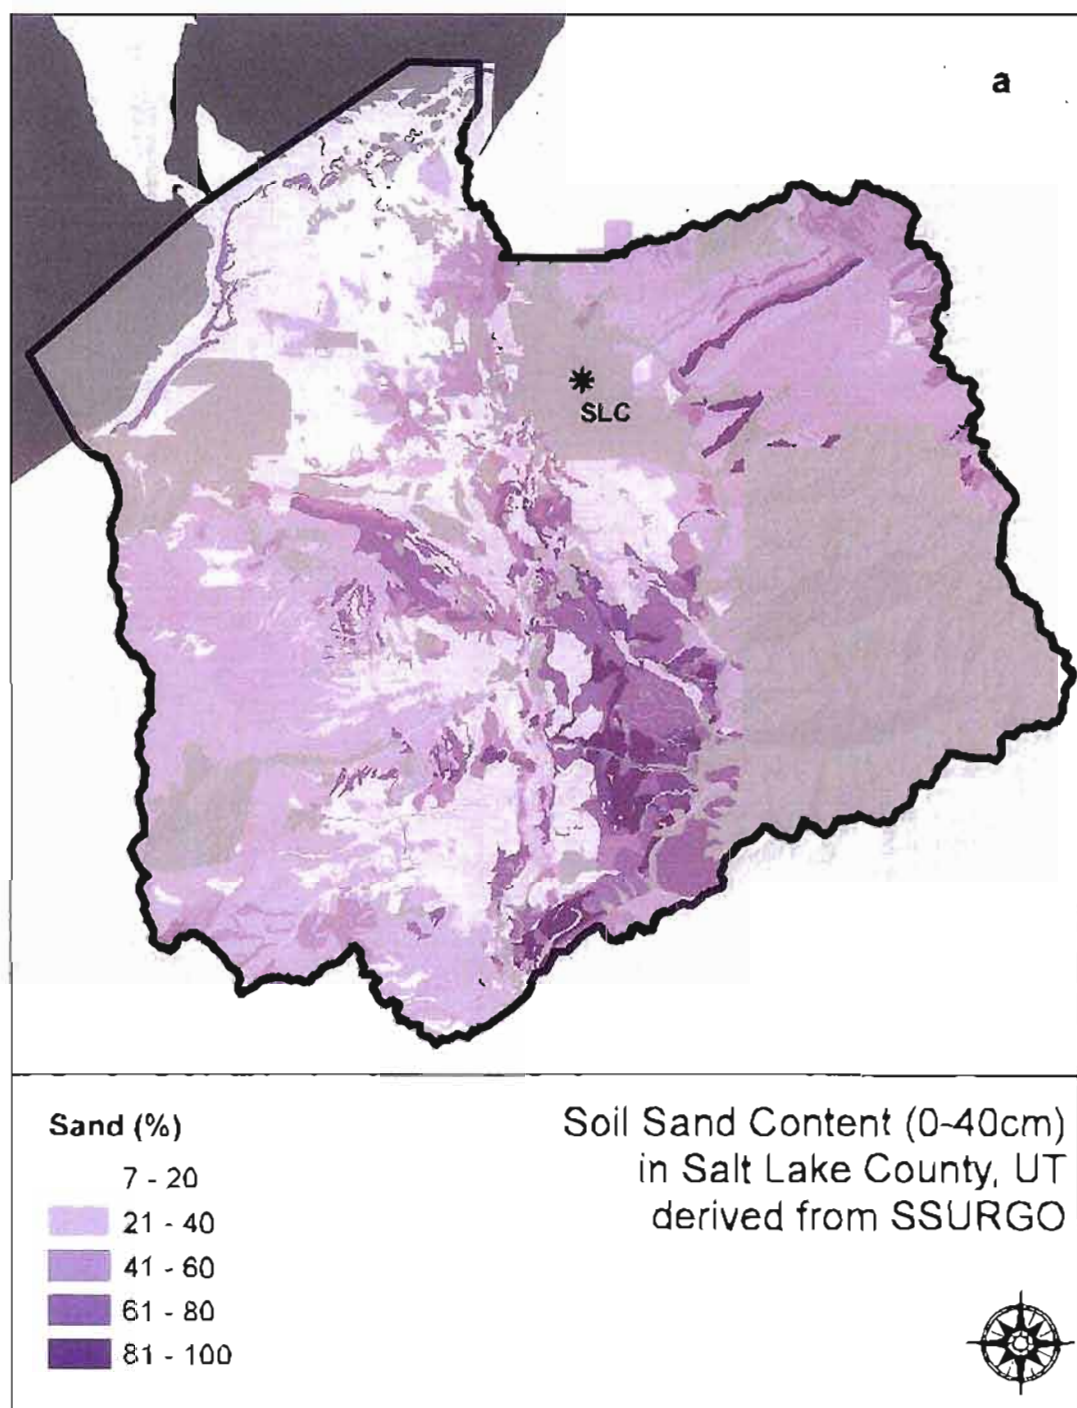 a
SLC
Sand (%)
7 - 20
21 - 40
41 - 60
61 - 80
81 - 100
Soil Sand Content (0-40cm)
in Salt Lake County, UT
derived from SSURGO